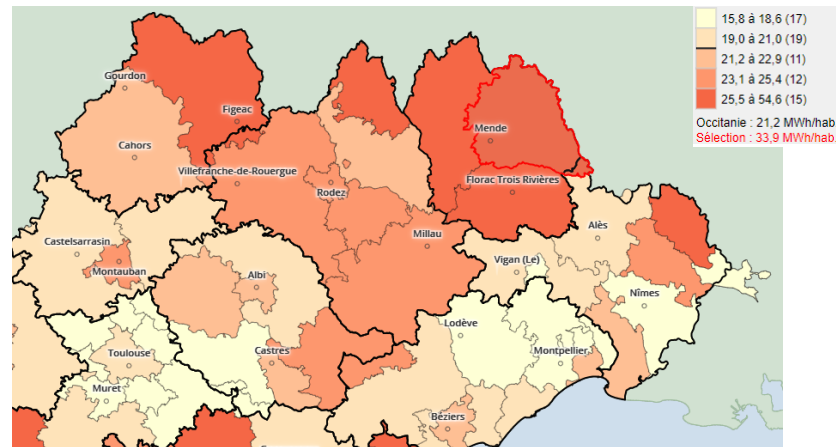 15,8 à 18,6 (17)
19,0 à 21,0 (19)
21,2 à 22,9 (11)
23,1 à 25,4 (12)
25,5 à 54,6 (15)
Occitanie : 21,2 MWh/hab
Sélection : 33,9 MWh/hab.
Gourdon
Figeac
Cahors
Mende
Villefranche-de-Rouergue
Rodez
Florac Trois Rivières
Millau
Alès
Castelsarrasin
Montauban
Albi
Vigan (Le)
Nîmes
Lodève
Toulouse
Castres
Montpellier
Muret
Béziers